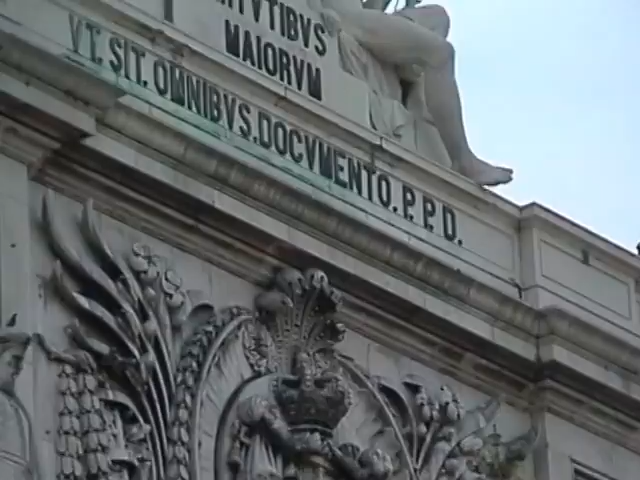 VIRTVTIBVS
MAIORVM
VT. SIT. OMNIBVS. DOCVMENTO. P. P. D.